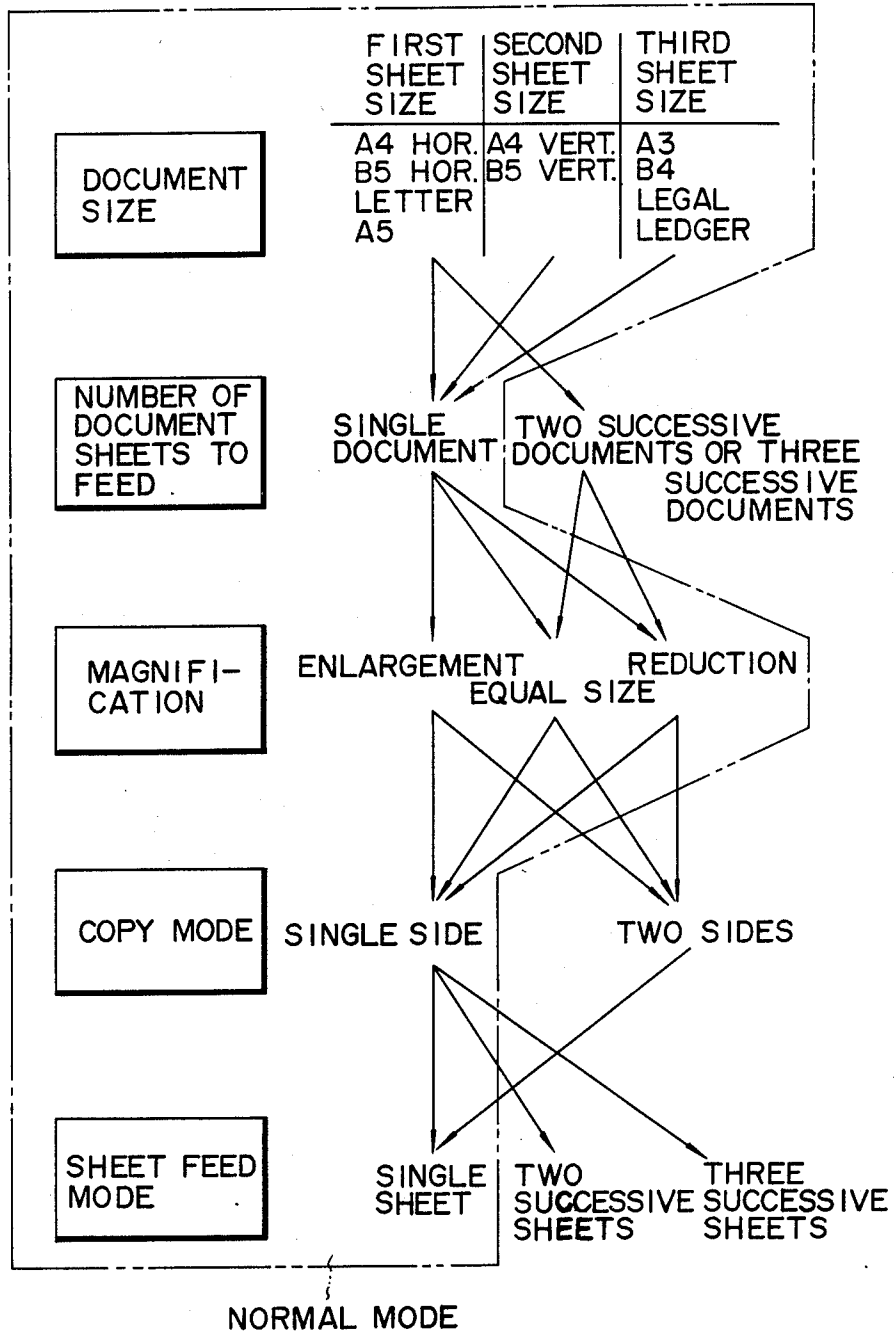 FIRST SECOND THIRD
SHEET SHEET SHEET
SIZE SIZE SIZE
A4 HOR. A4 VERT. A3
B5 HOR. B5 VERT. B4
LETTER LEGAL
A5 LEDGER
DOCUMENT
SIZE
NUMBER OF
DOCUMENT
SHEETS TO
FEED
SINGLE
DOCUMENT
TWO SUCCESSIVE
DOCUMENTS OR THREE
SUCCESSIVE
DOCUMENTS
MAGNIFI-
CATION
ENLARGEMENT
EQUAL SIZE
REDUCTION
COPY MODE
SINGLE SIDE
TWO SIDES
SHEET FEED
MODE
SINGLE
SHEET
TWO
SUCCESSIVE
SHEETS
THREE
SUCCESSIVE
SHEETS
NORMAL MODE